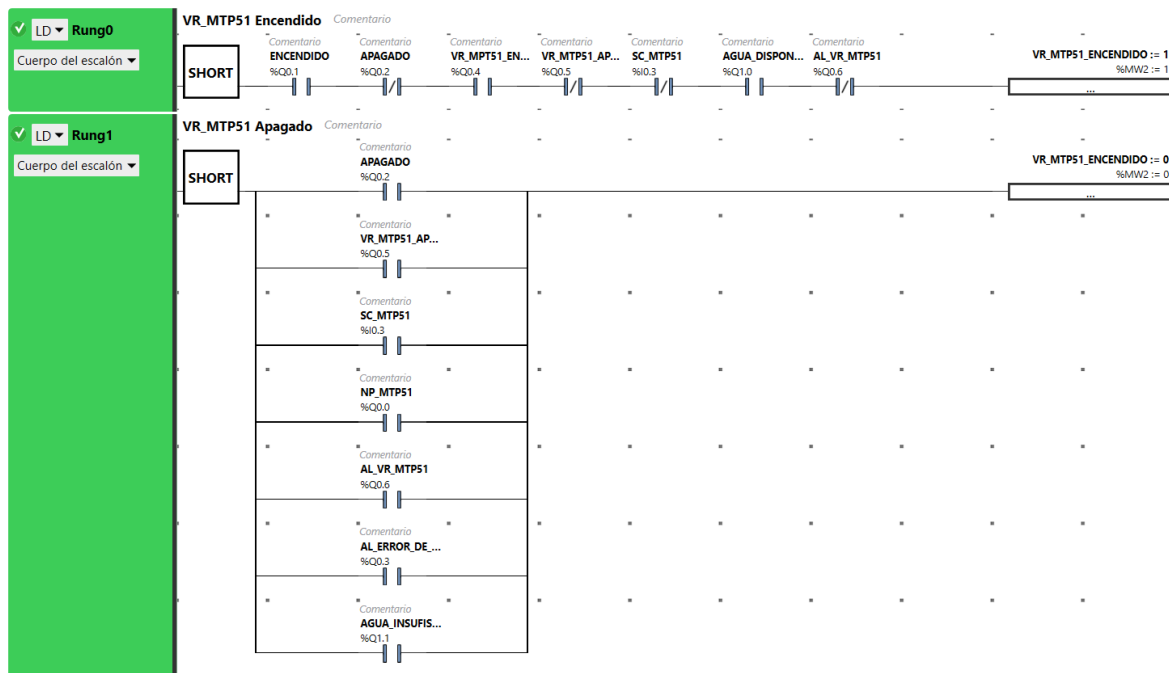 VR_MTP51 Encendido Comentario
LD Rung0
Cuerpo del escalón
SHORT
Comentario Comentario Comentario Comentario Comentario Comentario Comentario
ENCENDIDO APAGADO VR_MPT51_EN... VR_MTP51_AP... SC_MTP51 AGUA_DISPON... AL_VR_MTP51
%Q0.1 %Q0.2 %Q0.4 %Q0.5 %I0.3 %Q1.0 %Q0.6
VR_MTP51_ENCENDIDO := 1
%MW2 := 1
...
VR_MTP51 Apagado Comentario
LD Rung1
Cuerpo del escalón
SHORT
Comentario
APAGADO
%Q0.2
VR_MTP51_ENCENDIDO := 0
%MW2 := 0
...
Comentario
VR_MTP51_AP...
%Q0.5
Comentario
SC_MTP51
%I0.3
Comentario
NP_MTP51
%Q0.0
Comentario
AL_VR_MTP51
%Q0.6
Comentario
AL_ERROR_DE_...
%Q0.3
Comentario
AGUA_INSUFIS...
%Q1.1